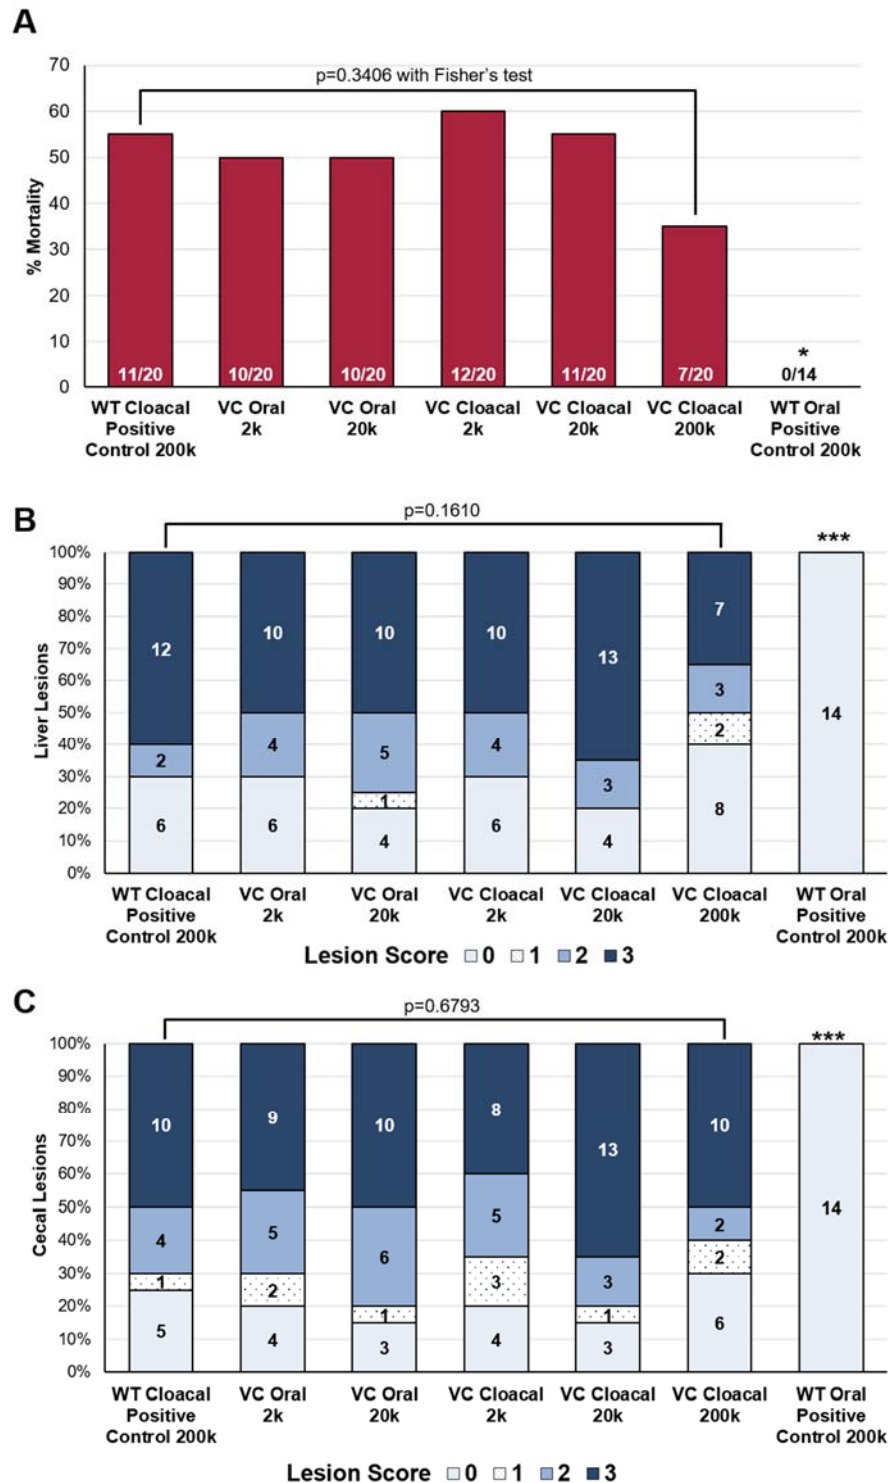 A
p=0.3406 with Fisher's test
% Mortality
70
60
50
40
30
20
10
0
11/20 10/20 10/20 12/20 11/20 7/20 0/14
*
WT Cloacal Positive Control 200k
VC Oral 2k
VC Oral 20k
VC Cloacal 2k
VC Cloacal 20k
VC Cloacal 200k
WT Oral Positive Control 200k
B
p=0.1610
***
Liver Lesions
100%
90%
80%
70%
60%
50%
40%
30%
20%
10%
0%
12 2 6
10 4 6
10 5 1 4
10 4 6
13 3 4
7 3 2 8
14
WT Cloacal Positive Control 200k
VC Oral 2k
VC Oral 20k
VC Cloacal 2k
VC Cloacal 20k
VC Cloacal 200k
WT Oral Positive Control 200k
Lesion Score 0 1 2 3
C
p=0.6793
***
Cecal Lesions
100%
90%
80%
70%
60%
50%
40%
30%
20%
10%
0%
10 4 1 5
9 5 2 4
10 6 1 3
8 5 3 4
13 3 1 3
10 2 2 6
14
WT Cloacal Positive Control 200k
VC Oral 2k
VC Oral 20k
VC Cloacal 2k
VC Cloacal 20k
VC Cloacal 200k
WT Oral Positive Control 200k
Lesion Score 0 1 2 3